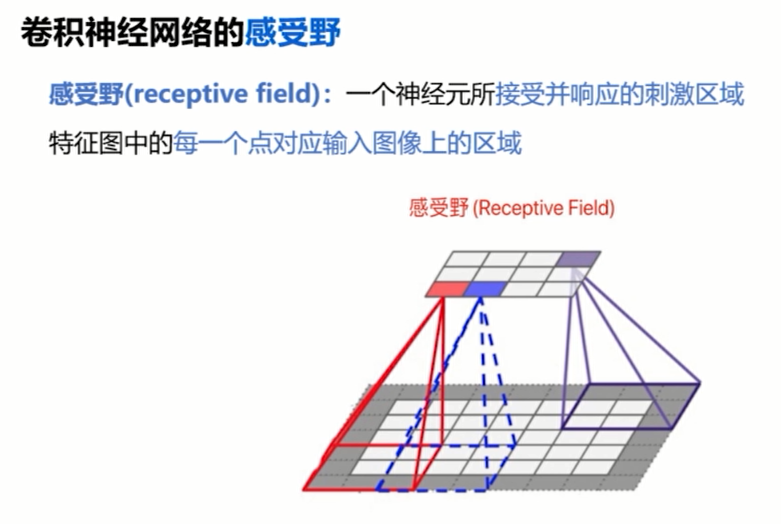 卷积神经网络的感受野
感受野(receptive field)：一个神经元所接受并响应的刺激区域
特征图中的每一个点对应输入图像上的区域
感受野 (Receptive Field)